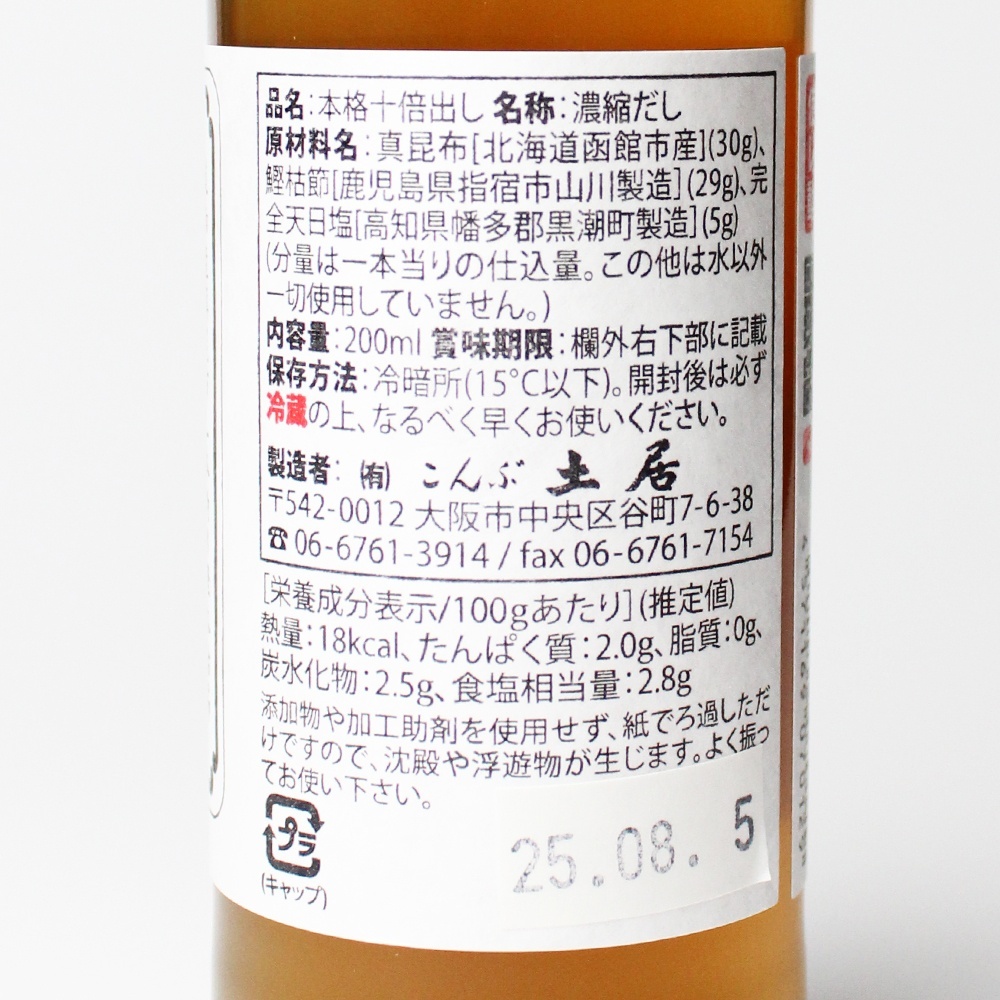 品名：本格十倍出し 名称：濃縮だし
原材料名：真昆布[北海道函館市産](30g)、
鰹枯節[鹿児島県指宿市山川製造](29g)、完
全天日塩[高知県幡多郡黒潮町製造](5g)
(分量は一本当りの仕込量。この他は水以外
一切使用していません。)
内容量：200ml 賞味期限：欄外右下部に記載
保存方法：冷暗所(15°C以下)。開封後は必ず
冷蔵の上、なるべく早くお使いください。
製造者：㈲ こんぶ 土居
〒542-0012 大阪市中央区谷町7-6-38
☎06-6761-3914 / fax 06-6761-7154
[栄養成分表示/100gあたり](推定値)
熱量：18kcal、たんぱく質：2.0g、脂質：0g、
炭水化物：2.5g、食塩相当量：2.8g
添加物や加工助剤を使用せず、紙でろ過しただ
けですので、沈殿や浮遊物が生じます。よく振っ
てお使い下さい。
プラ
(キャップ)
25.08. 5